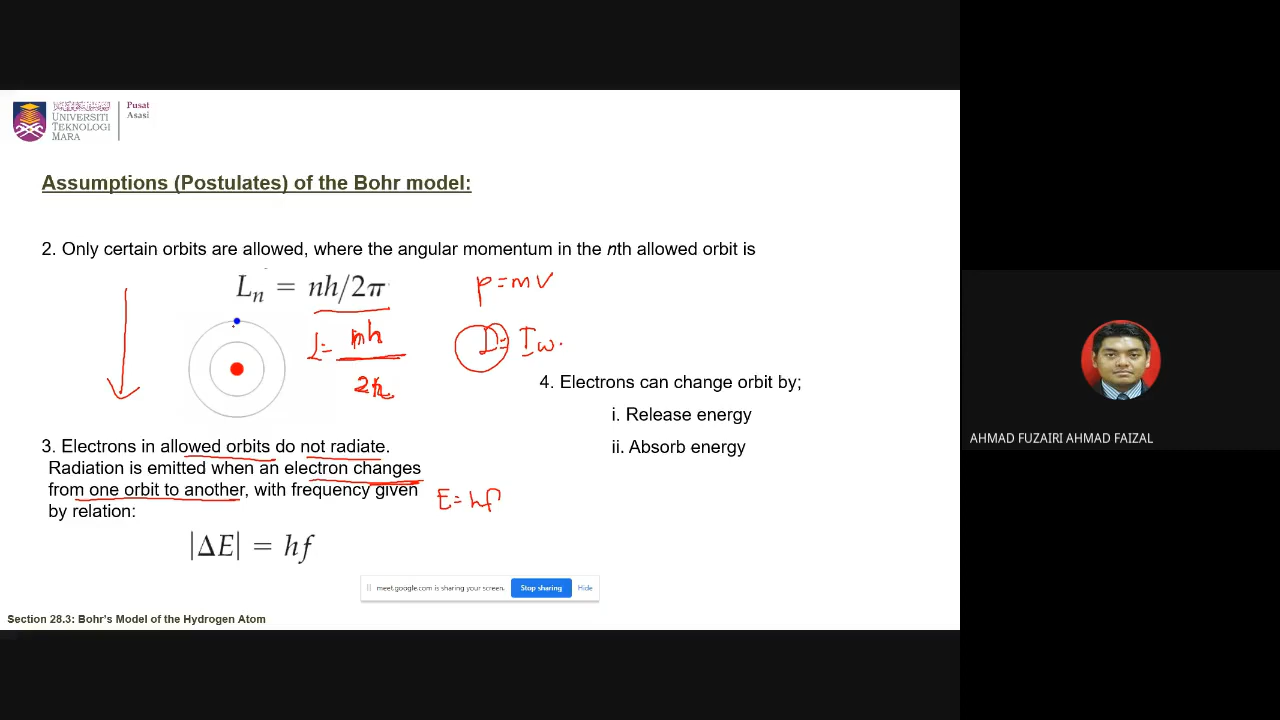 UNIVERSITI
TEKNOLOGI
MARA
Pusat
Asasi
Assumptions (Postulates) of the Bohr model:
2. Only certain orbits are allowed, where the angular momentum in the nth allowed orbit is
Lₙ = nh/2π
p = mv
L = nh
2π
L = Iω.
4. Electrons can change orbit by;
i. Release energy
ii. Absorb energy
3. Electrons in allowed orbits do not radiate.
Radiation is emitted when an electron changes
from one orbit to another, with frequency given
by relation:
E = hf
|ΔE| = hf
meet.google.com is sharing your screen.
Stop sharing
Hide
Section 28.3: Bohr's Model of the Hydrogen Atom
AHMAD FUZAIRI AHMAD FAIZAL